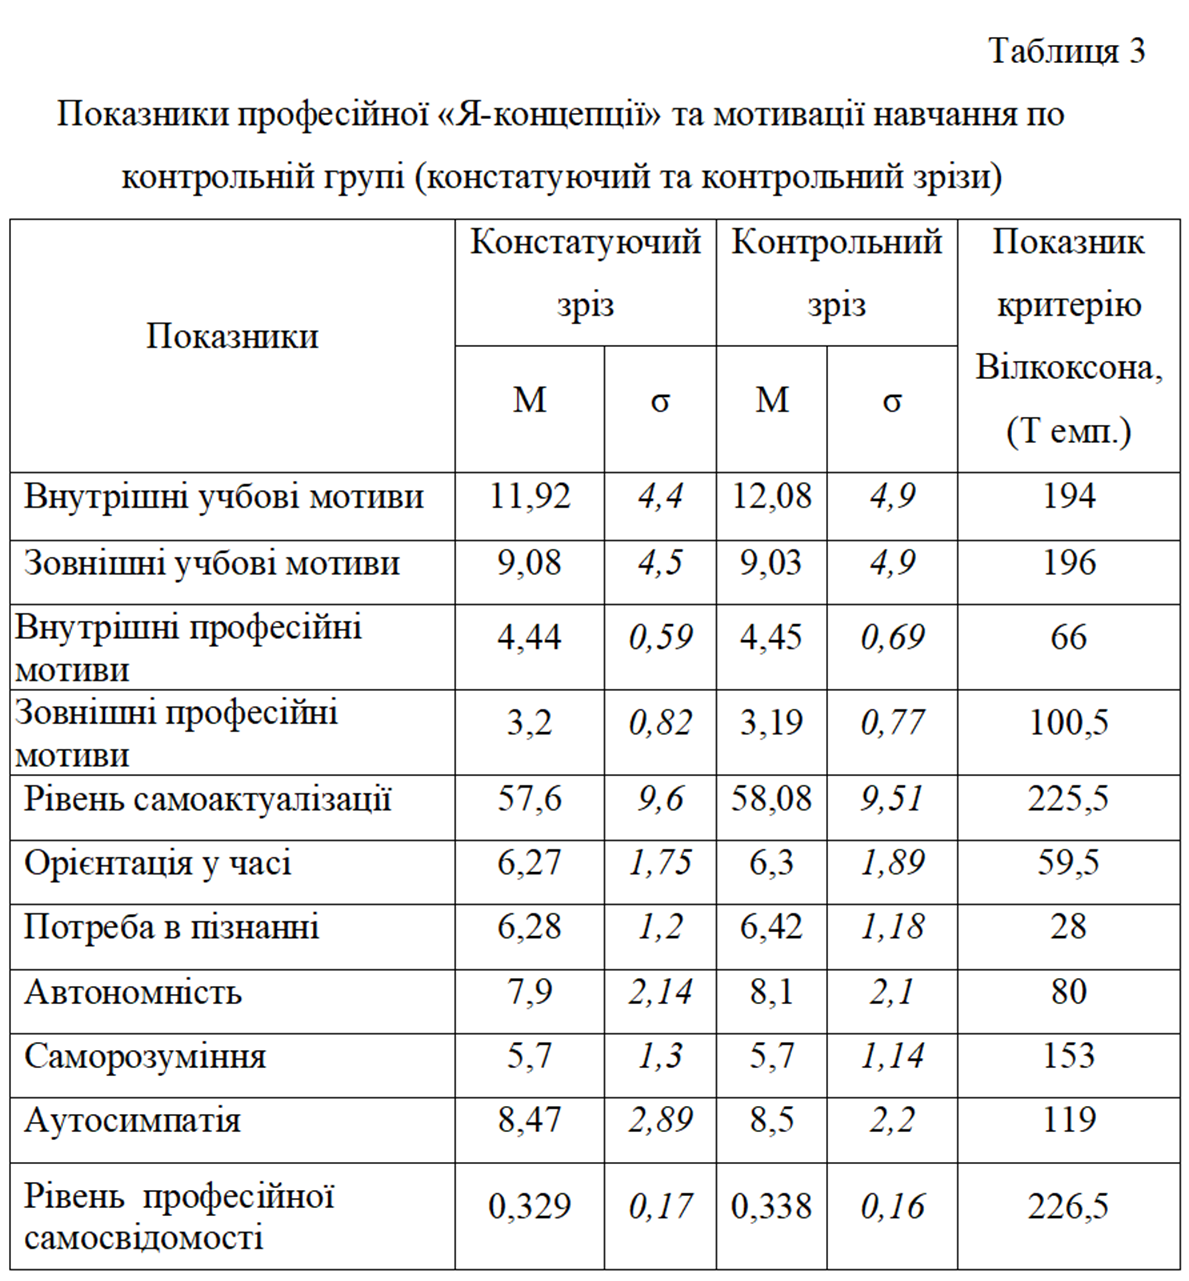 Таблиця 3
Показники професійної «Я-концепції» та мотивації навчання по
контрольній групі (констатуючий та контрольний зрізи)
Показники
Констатуючий
зріз
Контрольний
зріз
Показник
критерію
Вілкоксона,
(Т емп.)
М σ М σ
Внутрішні учбові мотиви 11,92 4,4 12,08 4,9 194
Зовнішні учбові мотиви 9,08 4,5 9,03 4,9 196
Внутрішні професійні
мотиви 4,44 0,59 4,45 0,69 66
Зовнішні професійні
мотиви 3,2 0,82 3,19 0,77 100,5
Рівень самоактуалізації 57,6 9,6 58,08 9,51 225,5
Орієнтація у часі 6,27 1,75 6,3 1,89 59,5
Потреба в пізнанні 6,28 1,2 6,42 1,18 28
Автономність 7,9 2,14 8,1 2,1 80
Саморозуміння 5,7 1,3 5,7 1,14 153
Аутосимпатія 8,47 2,89 8,5 2,2 119
Рівень професійної
самосвідомості 0,329 0,17 0,338 0,16 226,5